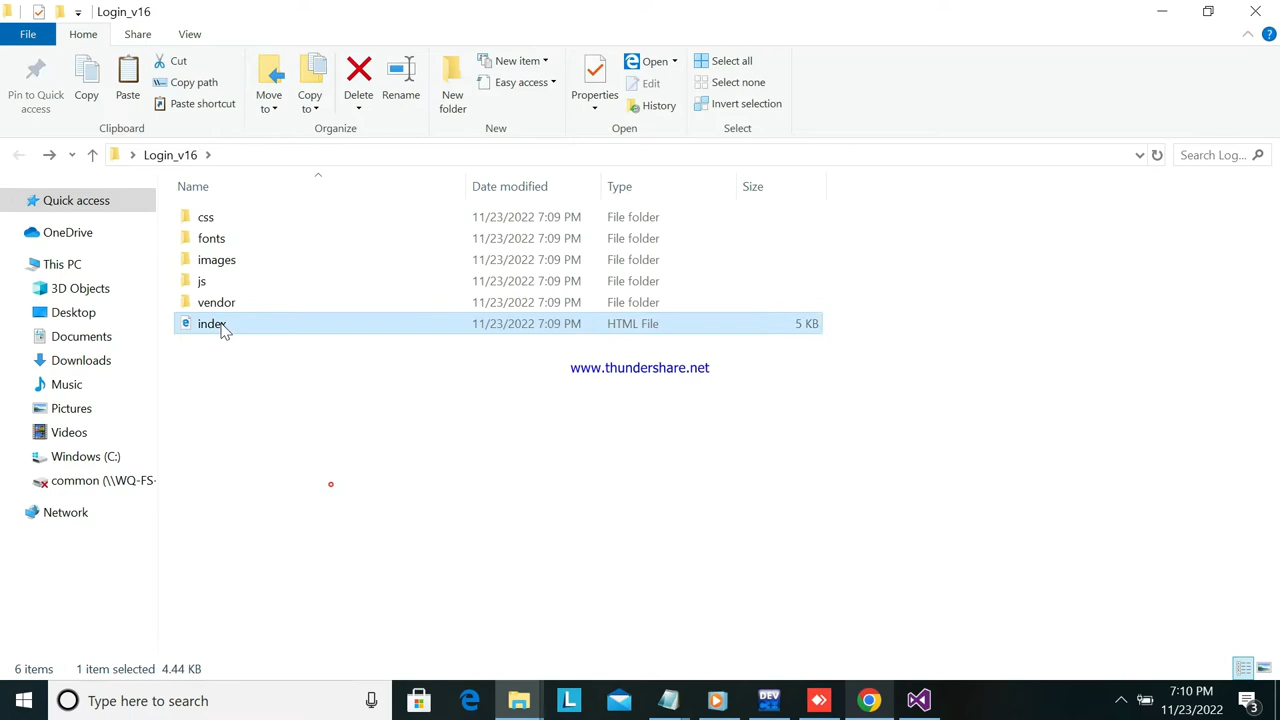 Login_v16
File Home Share View
Pin to Quick access
Copy
Paste
Cut
Copy path
Paste shortcut
Clipboard
Move to
Copy to
Delete
Rename
Organize
New folder
New item
Easy access
New
Properties
Open
Edit
History
Open
Select all
Select none
Invert selection
Select
Login_v16
Search Log...
Name Date modified Type Size
css 11/23/2022 7:09 PM File folder
fonts 11/23/2022 7:09 PM File folder
images 11/23/2022 7:09 PM File folder
js 11/23/2022 7:09 PM File folder
vendor 11/23/2022 7:09 PM File folder
index 11/23/2022 7:09 PM HTML File 5 KB
Quick access
OneDrive
This PC
3D Objects
Desktop
Documents
Downloads
Music
Pictures
Videos
Windows (C:)
common (\\WQ-FS-
Network
www.thundershare.net
6 items 1 item selected 4.44 KB
Type here to search
L
DEV
7:10 PM
11/23/2022
3